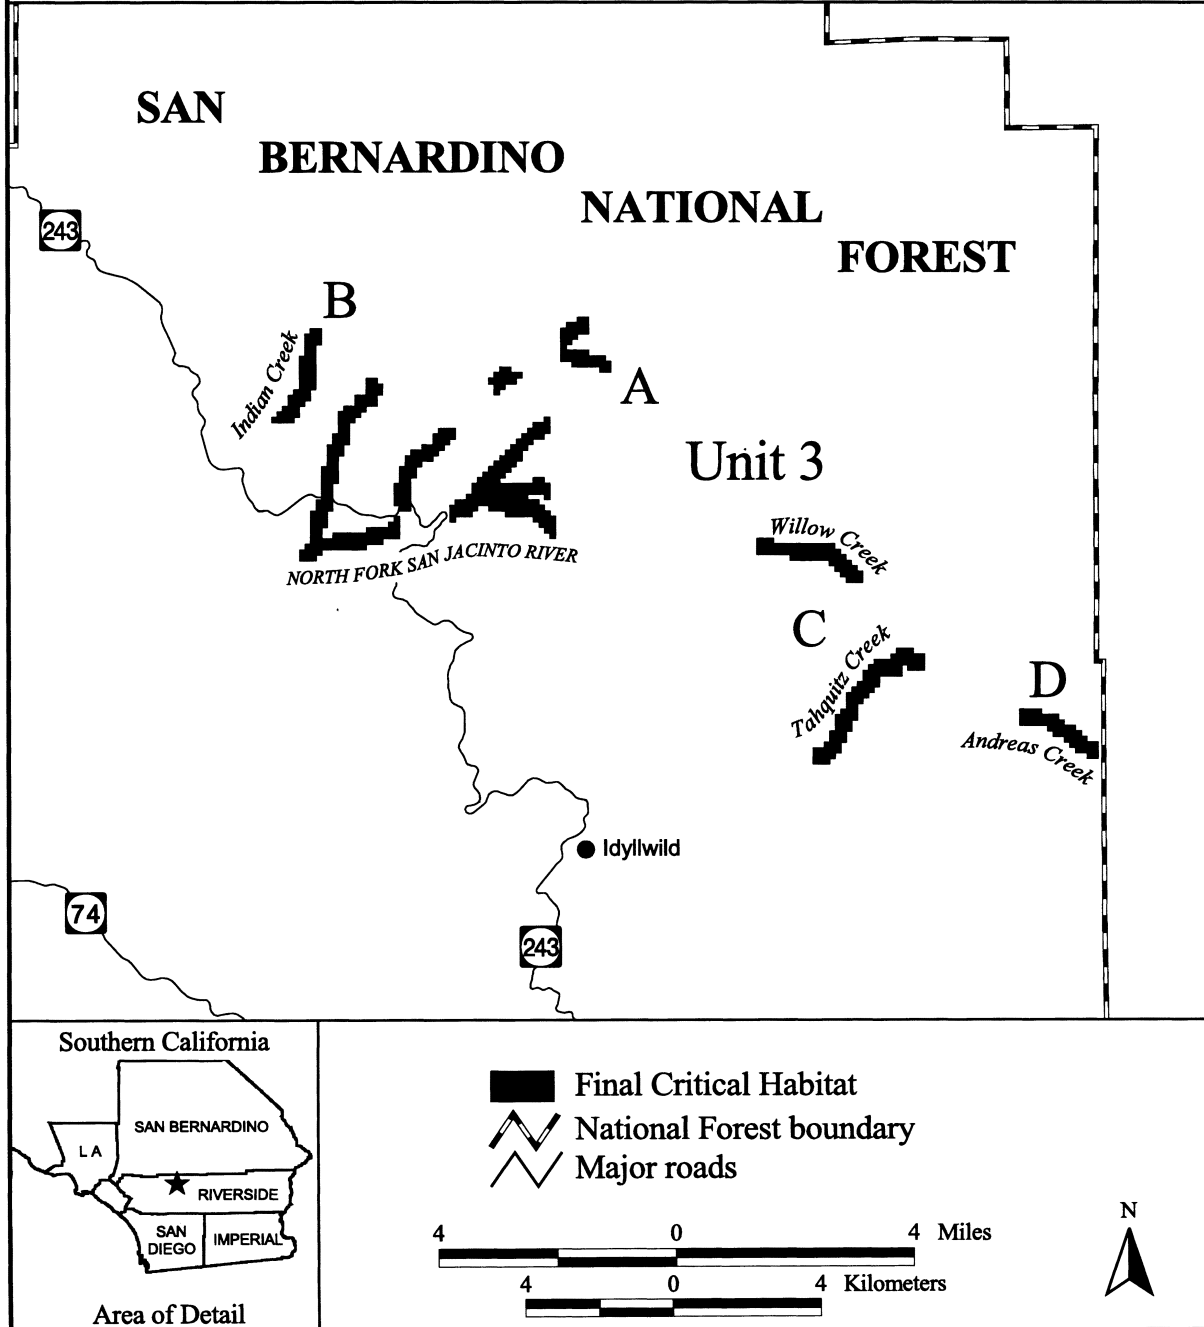 SAN
BERNARDINO
NATIONAL
FOREST
243
B
Indian Creek
A
Unit 3
Willow Creek
NORTH FORK SAN JACINTO RIVER
C
Tahquitz Creek
D
Andreas Creek
Idyllwild
74
243
Southern California
SAN BERNARDINO
L A
RIVERSIDE
SAN
DIEGO
IMPERIAL
Area of Detail
Final Critical Habitat
National Forest boundary
Major roads
4 0 4 Miles
4 0 4 Kilometers
N